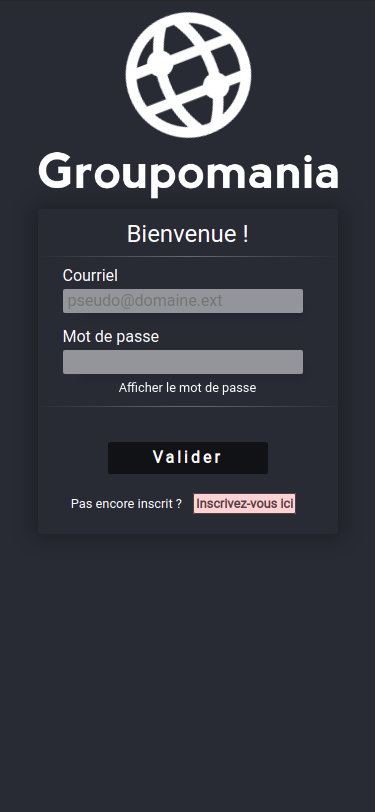 Groupomania
Bienvenue !
Courriel
pseudo@domaine.ext
Mot de passe
Afficher le mot de passe
Valider
Pas encore inscrit ? Inscrivez-vous ici